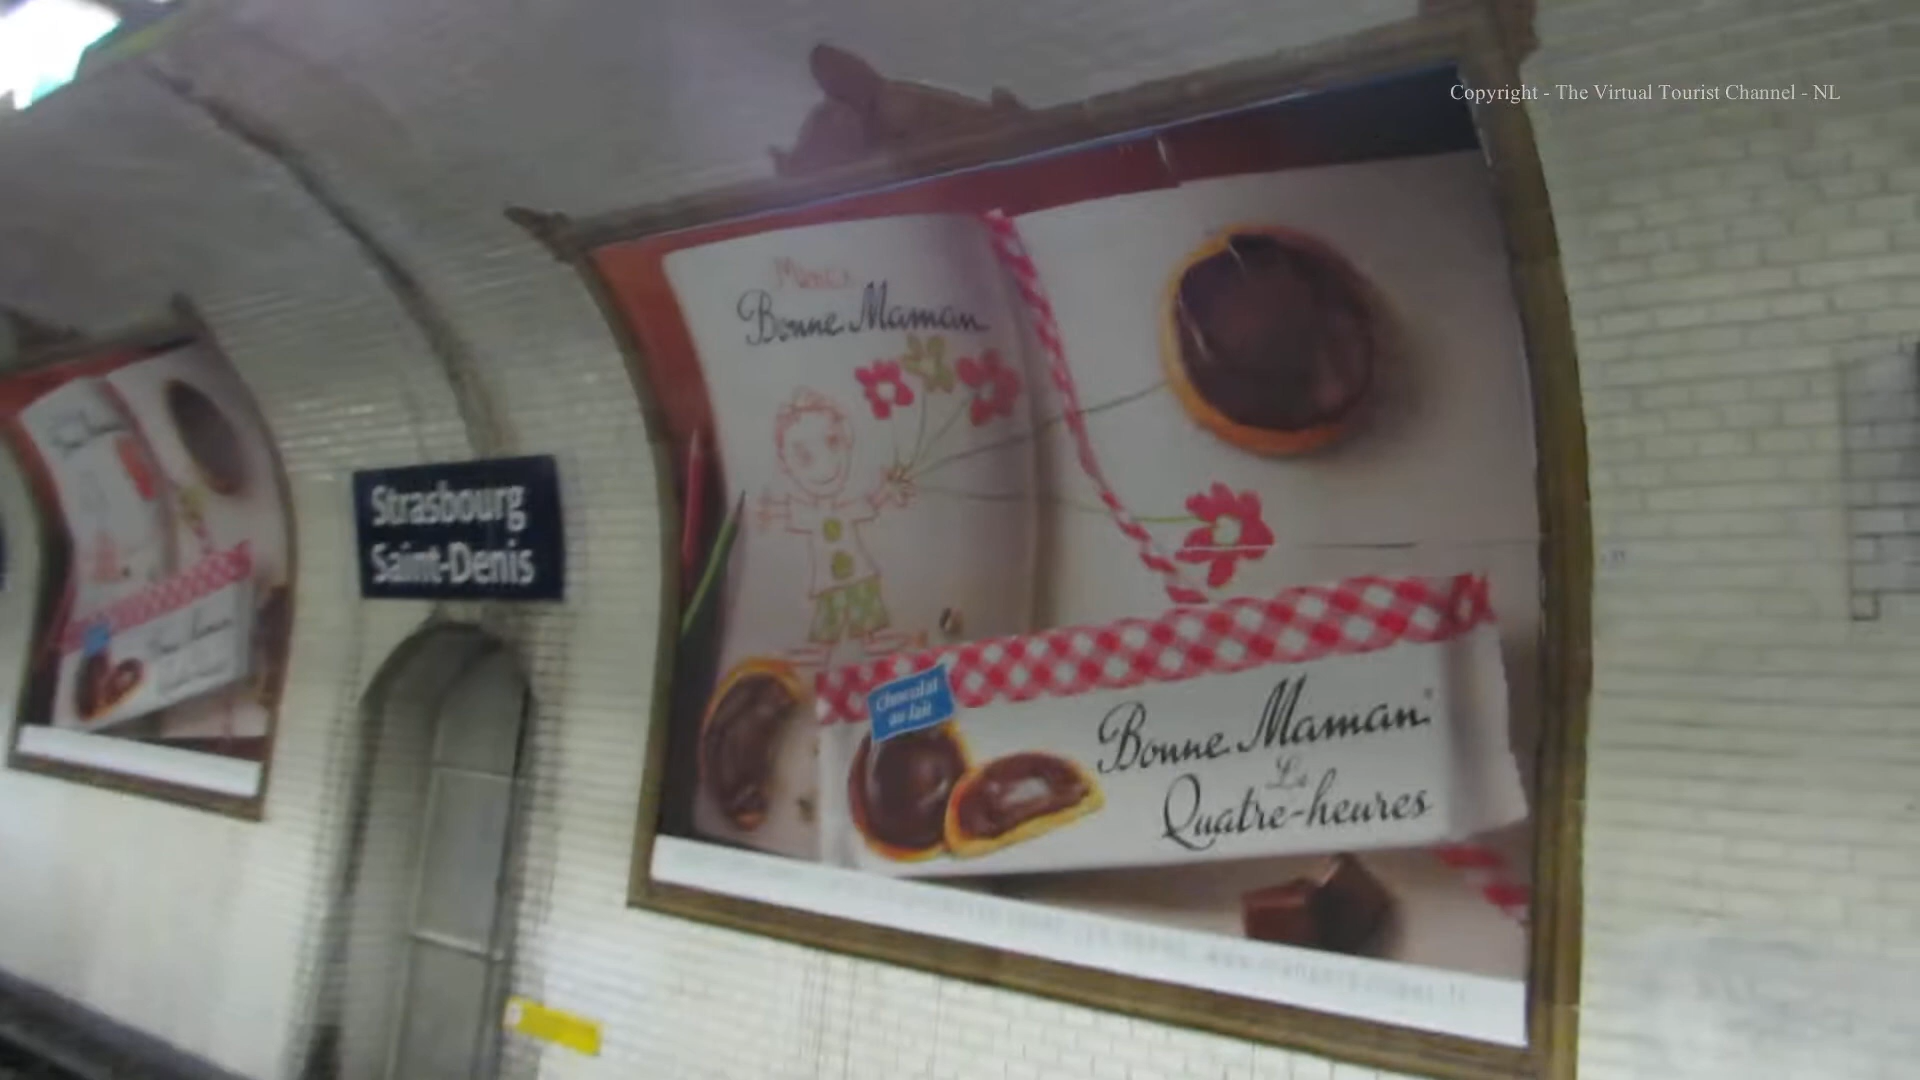 Copyright - The Virtual Tourist Channel - NL
Merci
Bonne Maman
Strasbourg
Saint-Denis
Chocolat
au lait
Bonne Maman
Le
Quatre-heures